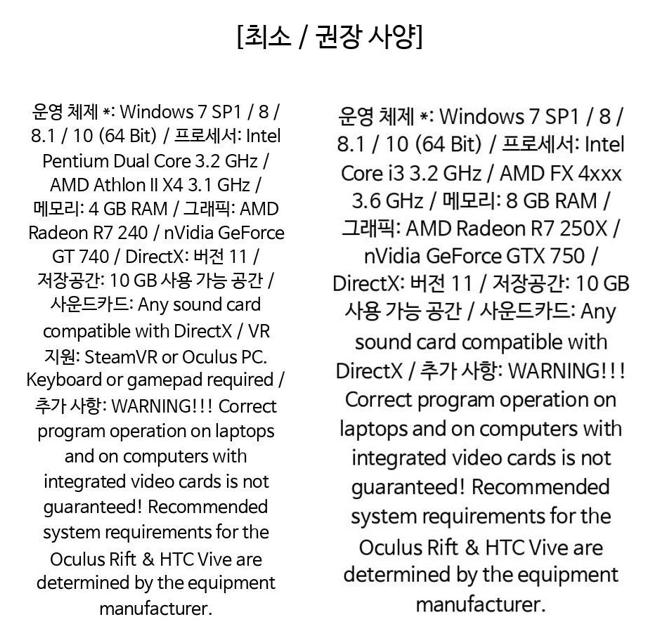 [최소 / 권장 사양]
운영 체제 *: Windows 7 SP1 / 8 /
8.1 / 10 (64 Bit) / 프로세서: Intel
Pentium Dual Core 3.2 GHz /
AMD Athlon II X4 3.1 GHz /
메모리: 4 GB RAM / 그래픽: AMD
Radeon R7 240 / nVidia GeForce
GT 740 / DirectX: 버전 11 /
저장공간: 10 GB 사용 가능 공간 /
사운드카드: Any sound card
compatible with DirectX / VR
지원: SteamVR or Oculus PC.
Keyboard or gamepad required /
추가 사항: WARNING!!! Correct
program operation on laptops
and on computers with
integrated video cards is not
guaranteed! Recommended
system requirements for the
Oculus Rift & HTC Vive are
determined by the equipment
manufacturer.
운영 체제 *: Windows 7 SP1 / 8 /
8.1 / 10 (64 Bit) / 프로세서: Intel
Core i3 3.2 GHz / AMD FX 4xxx
3.6 GHz / 메모리: 8 GB RAM /
그래픽: AMD Radeon R7 250X /
nVidia GeForce GTX 750 /
DirectX: 버전 11 / 저장공간: 10 GB
사용 가능 공간 / 사운드카드: Any
sound card compatible with
DirectX / 추가 사항: WARNING!!!
Correct program operation on
laptops and on computers with
integrated video cards is not
guaranteed! Recommended
system requirements for the
Oculus Rift & HTC Vive are
determined by the equipment
manufacturer.